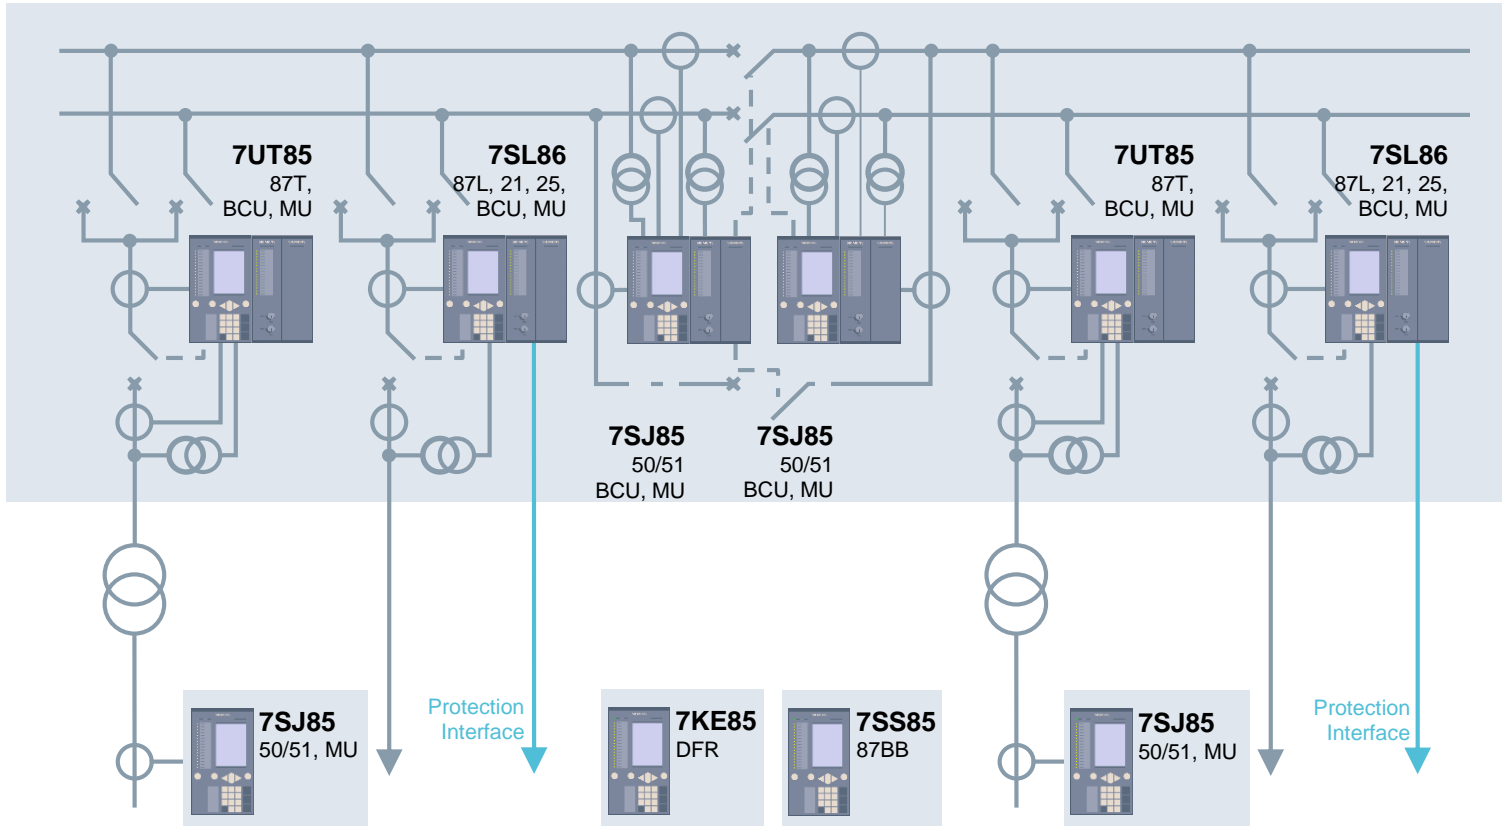 7UT85
87T,
BCU, MU
7SL86
87L, 21, 25,
BCU, MU
7UT85
87T,
BCU, MU
7SL86
87L, 21, 25,
BCU, MU
7SJ85
50/51
BCU, MU
7SJ85
50/51
BCU, MU
7SJ85
50/51, MU
Protection
Interface
7KE85
DFR
7SS85
87BB
7SJ85
50/51, MU
Protection
Interface